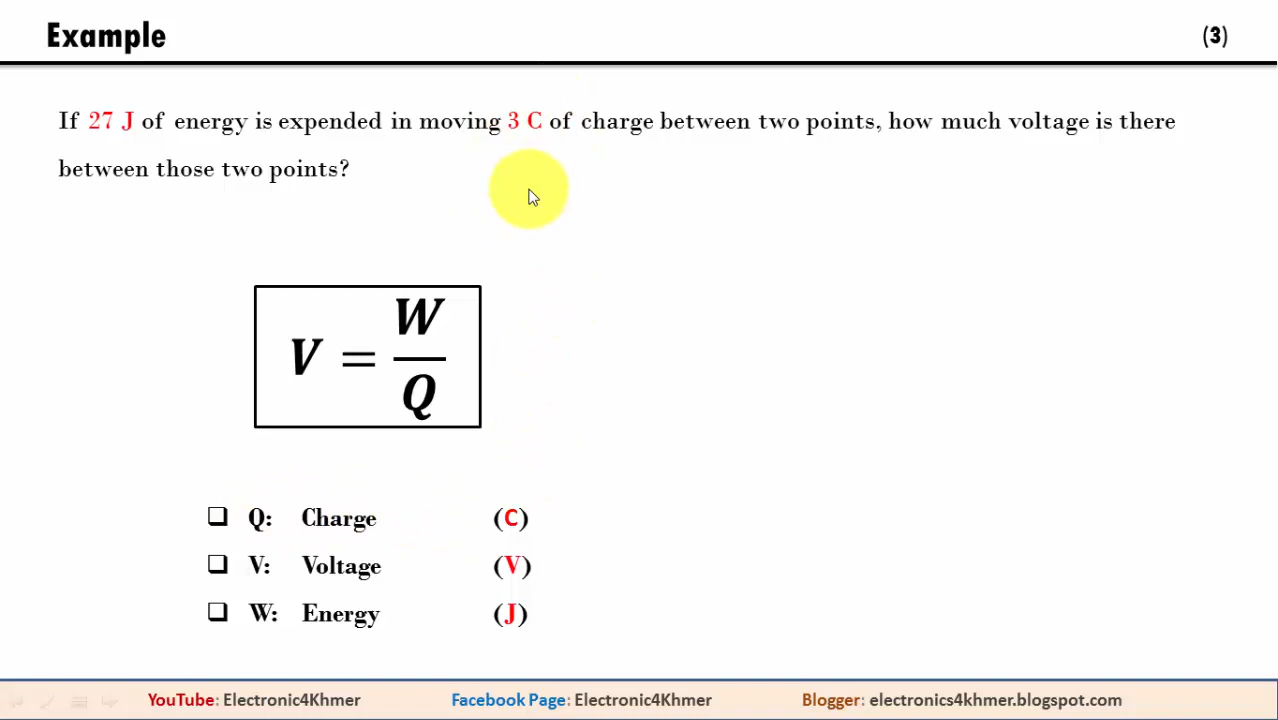 Example (3)
If 27 J of energy is expended in moving 3 C of charge between two points, how much voltage is there
between those two points?
V = W/Q
❑ Q: Charge (C)
❑ V: Voltage (V)
❑ W: Energy (J)
YouTube: Electronic4Khmer Facebook Page: Electronic4Khmer Blogger: electronics4khmer.blogspot.com